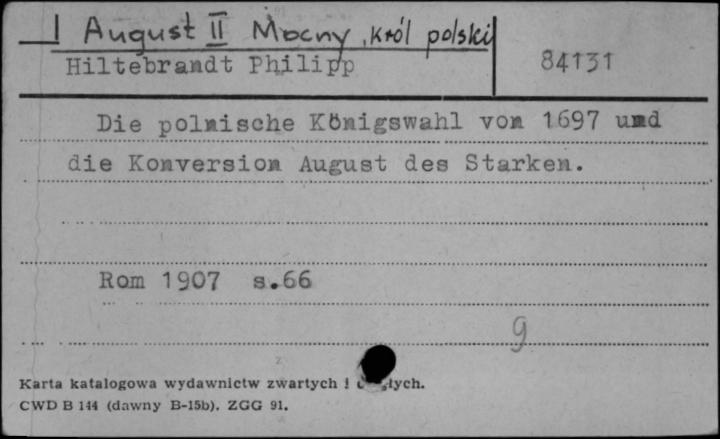 I August II Mocny, król polski
Hiltebrandt Philipp 84131
Die polnische Königswahl von 1697 und
die Konversion August des Starken.
Rom 1907 s.66
g
Karta katalogowa wydawnictw zwartych i
CWD B 144 (dawny B-15b). ZGG 91.